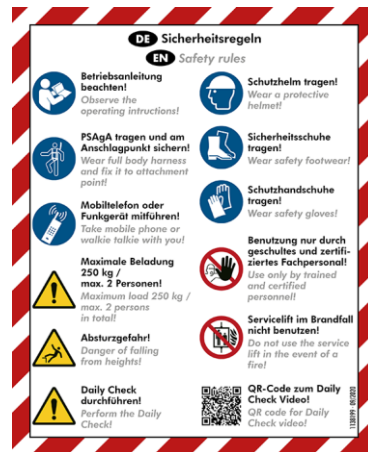 DE Sicherheitsregeln
EN Safety rules
Betriebsanleitung
beachten!
Observe the
operating intructions!
PSAgA tragen und am
Anschlagpunkt sichern!
Wear full body harness
and fix it to attachment
point!
Mobiltelefon oder
Funkgerät mitführen!
Take mobile phone or
walkie talkie with you!
Maximale Beladung
250 kg /
max. 2 Personen!
Maximum load 250 kg /
max. 2 persons
in total!
Absturzgefahr!
Danger of falling
from heights!
Daily Check
durchführen!
Perform the Daily
Check!
Schutzhelm tragen!
Wear a protective
helmet!
Sicherheitsschuhe
tragen!
Wear safety footwear!
Schutzhandschuhe
tragen!
Wear safety gloves!
Benutzung nur durch
geschultes und zertifi-
ziertes Fachpersonal!
Use only by trained
and certified
personnel!
Servicelift im Brandfall
nicht benutzen!
Do not use the service
lift in the event of a
fire!
QR-Code zum Daily
Check Video!
QR code for Daily
Check video!
1138199 - 09/2020